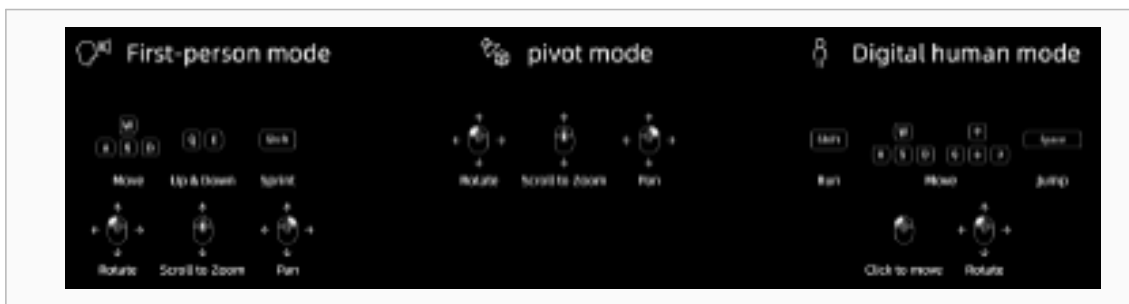 First-person mode
pivot mode
Digital human mode
W
A S D
Q E
Shift
Move
Up & Down
Sprint
Rotate
Scroll to Zoom
Pan
Rotate
Scroll to Zoom
Pan
Shift
W
A S D
Space
Run
Move
Jump
Click to move
Rotate